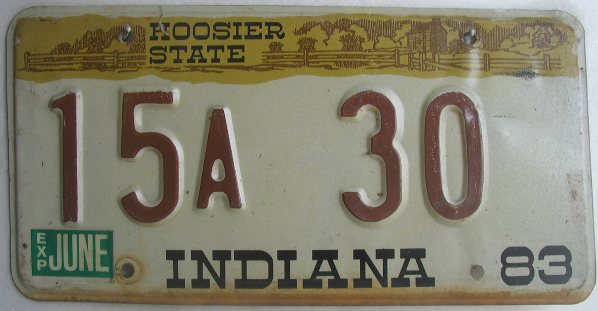 HOOSIER
STATE
15A 30
EXP JUNE
INDIANA 83